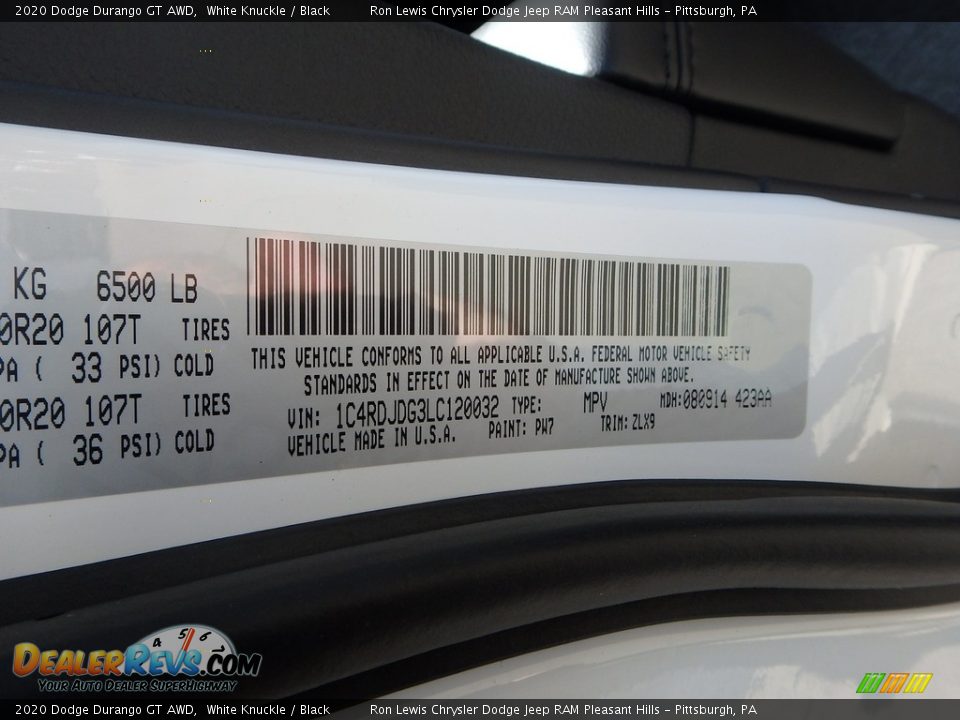 2020 Dodge Durango GT AWD, White Knuckle / Black Ron Lewis Chrysler Dodge Jeep RAM Pleasant Hills - Pittsburgh, PA
KG 6500 LB
0R20 107T TIRES
PA ( 33 PSI) COLD
0R20 107T TIRES
PA ( 36 PSI) COLD
THIS VEHICLE CONFORMS TO ALL APPLICABLE U.S.A. FEDERAL MOTOR VEHICLE SAFETY
STANDARDS IN EFFECT ON THE DATE OF MANUFACTURE SHOWN ABOVE.
VIN: 1C4RDJDG3LC120032 TYPE: MPV MDH:080914 423AA
VEHICLE MADE IN U.S.A. PAINT: PW7 TRIM: ZLX9
4 5 6
DEALERREVS.COM
YOUR AUTO DEALER SUPERHIGHWAY
2020 Dodge Durango GT AWD, White Knuckle / Black Ron Lewis Chrysler Dodge Jeep RAM Pleasant Hills - Pittsburgh, PA